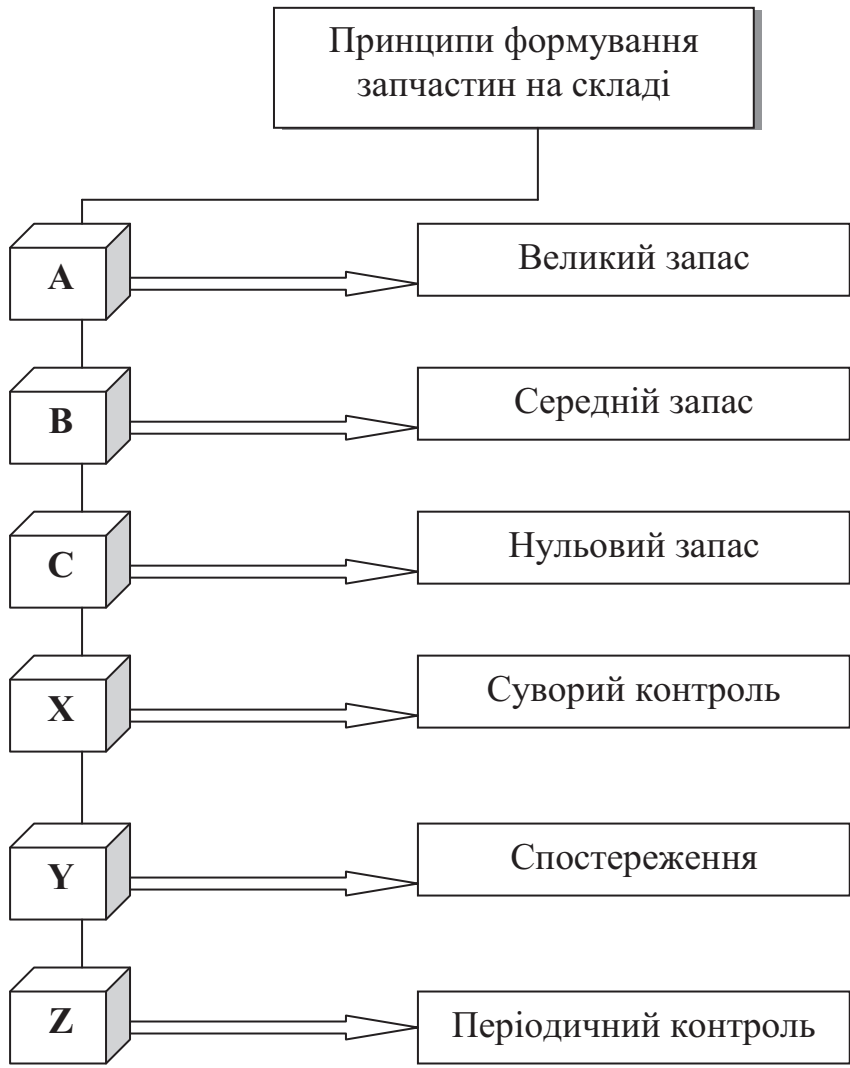 Принципи формування
запчастин на складі
A
Великий запас
B
Середній запас
C
Нульовий запас
X
Суворий контроль
Y
Спостереження
Z
Періодичний контроль